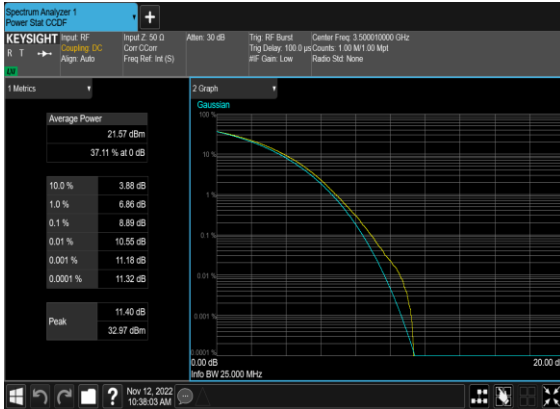 Spectrum Analyzer 1
Power Stat CCDF
KEYSIGHT
R T
Input: RF
Coupling: DC
Align: Auto
Input Z: 50 Ω
Corr CCorr
Freq Ref: Int (S)
Atten: 30 dB
Trig: RF Burst
Trig Delay: 100.0 µs
#IF Gain: Low
Center Freq: 3.500010000 GHz
Counts: 1.00 M/1.00 Mpt
Radio Std: None
1 Metrics
Average Power
21.57 dBm
37.11 % at 0 dB
10.0 % 3.88 dB
1.0 % 6.86 dB
0.1 % 8.89 dB
0.01 % 10.55 dB
0.001 % 11.18 dB
0.0001 % 11.32 dB
Peak
11.40 dB
32.97 dBm
2 Graph
Gaussian
100 %
10 %
1 %
0.1 %
0.01 %
0.001 %
0.0001 %
0.00 dB
20.00 d
Info BW 25.000 MHz
?
Nov 12, 2022
10:38:03 AM